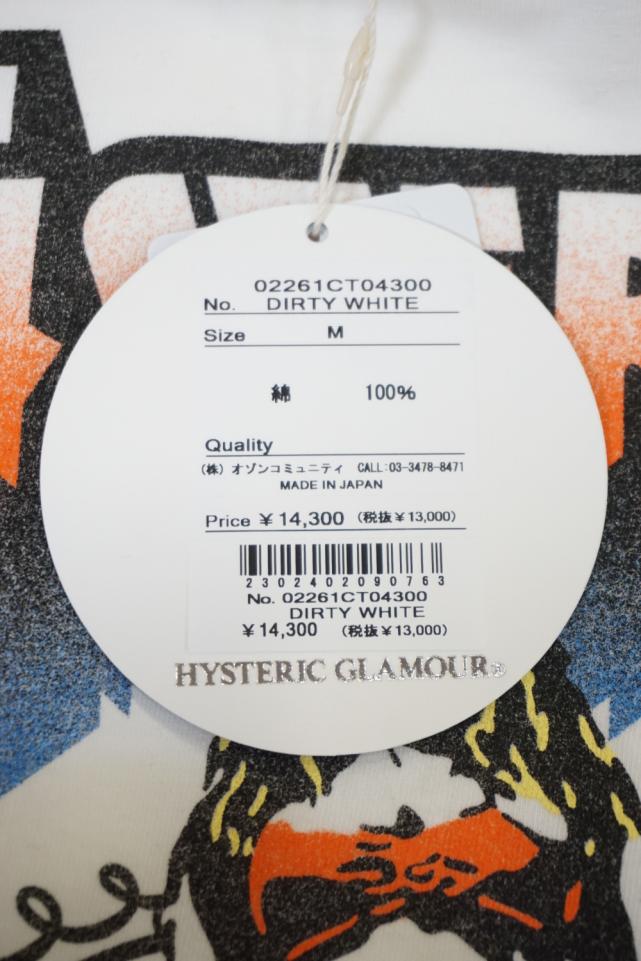 02261CT04300
No. DIRTY WHITE
Size M
綿 100%
Quality
(株) オゾンコミュニティ CALL:03-3478-8471
MADE IN JAPAN
Price ¥14,300 (税抜¥13,000)
2302402090763
No. 02261CT04300
DIRTY WHITE
¥14,300 (税抜¥13,000)
HYSTERIC GLAMOUR®